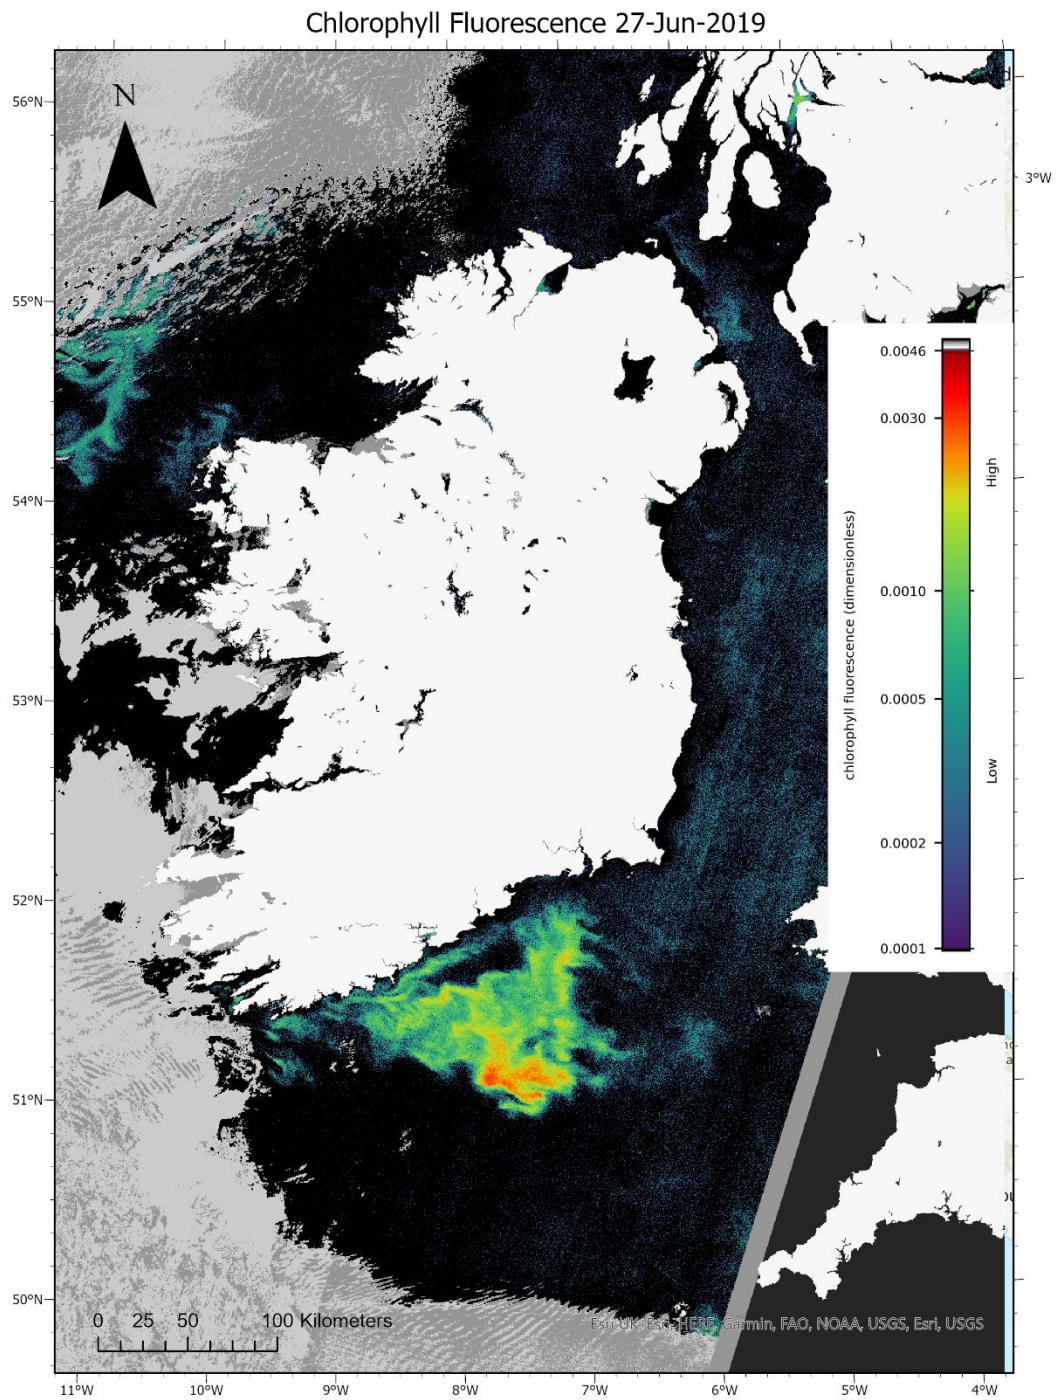 Chlorophyll Fluorescence 27-Jun-2019
N
56°N
55°N
54°N
53°N
52°N
51°N
50°N
3°W
0.0046
0.0030
0.0010
0.0005
0.0002
0.0001
chlorophyll fluorescence (dimensionless)
High
Low
0 25 50 100 Kilometers
Esri UK, Esri, HERE, Garmin, FAO, NOAA, USGS, Esri, USGS
11°W 10°W 9°W 8°W 7°W 6°W 5°W 4°W